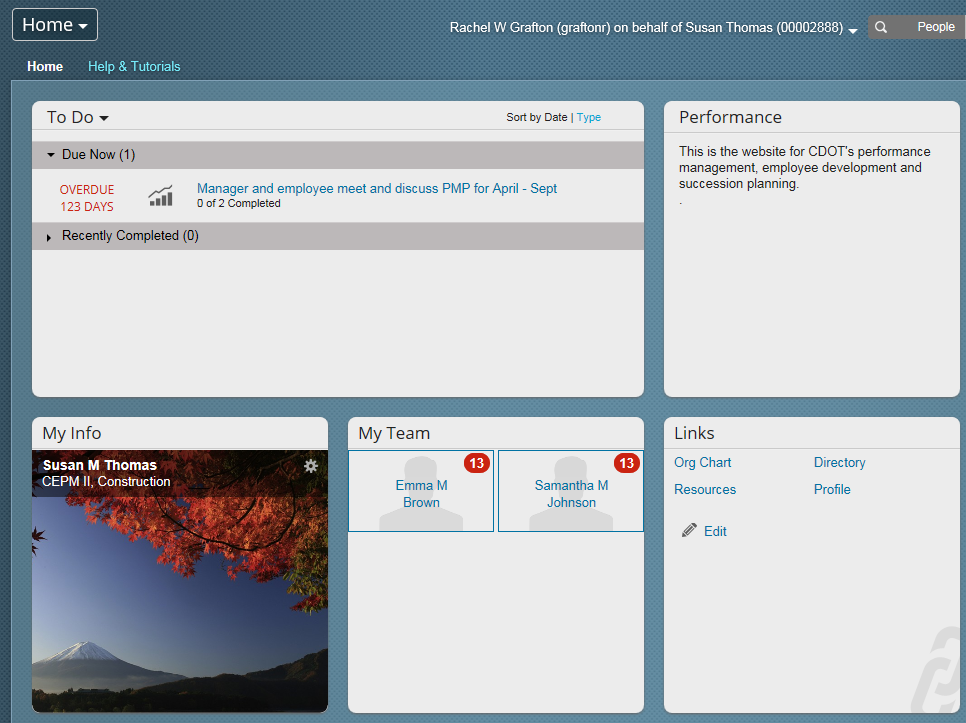 Home
Rachel W Grafton (graftonr) on behalf of Susan Thomas (00002888)
People
Home
Help & Tutorials
To Do
Sort by Date | Type
Due Now (1)
OVERDUE
123 DAYS
Manager and employee meet and discuss PMP for April - Sept
0 of 2 Completed
Recently Completed (0)
Performance
This is the website for CDOT's performance
management, employee development and
succession planning.
.
My Info
Susan M Thomas
CEPM II, Construction
My Team
13
Emma M
Brown
13
Samantha M
Johnson
Links
Org Chart
Directory
Resources
Profile
Edit